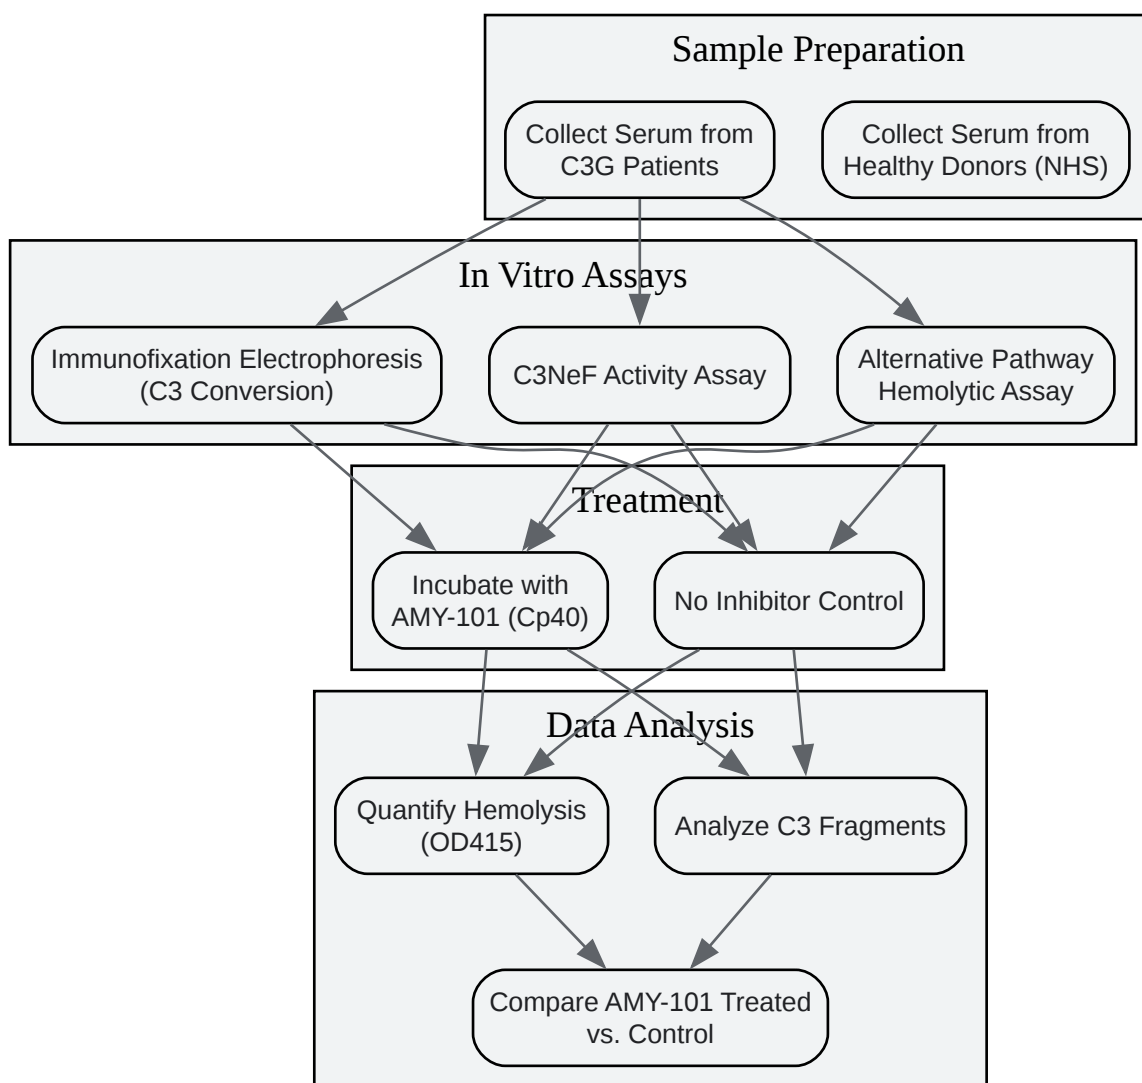 Sample Preparation
Collect Serum from
C3G Patients
Collect Serum from
Healthy Donors (NHS)
In Vitro Assays
Immunofixation Electrophoresis
(C3 Conversion)
C3NeF Activity Assay
Alternative Pathway
Hemolytic Assay
Treatment
Incubate with
AMY-101 (Cp40)
No Inhibitor Control
Data Analysis
Quantify Hemolysis
(OD415)
Analyze C3 Fragments
Compare AMY-101 Treated
vs. Control